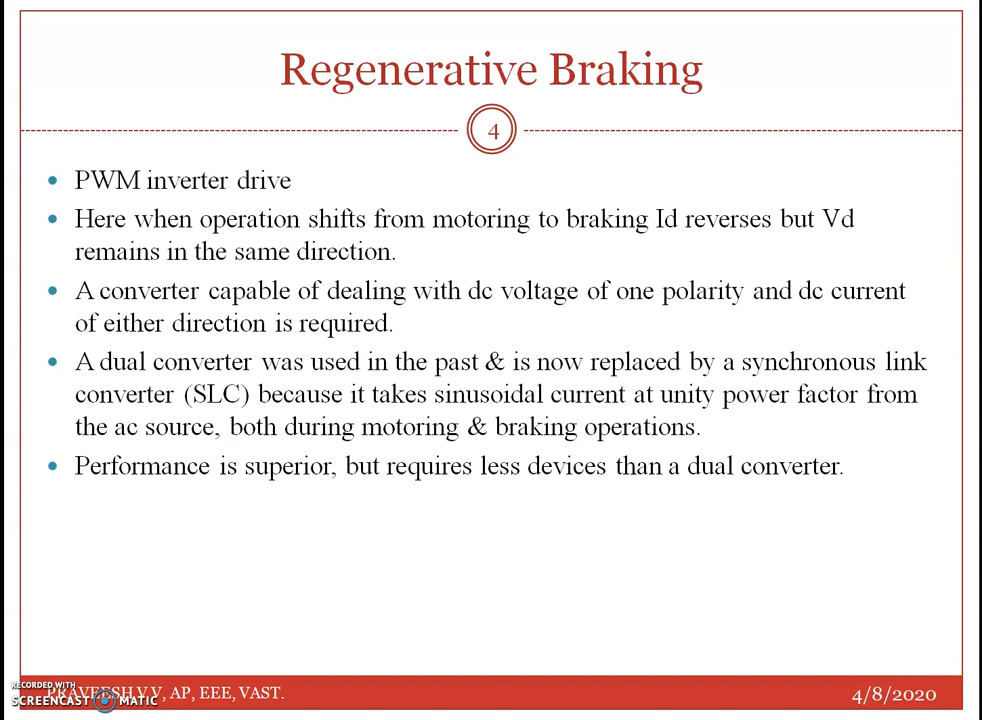 Regenerative Braking
4
• PWM inverter drive
• Here when operation shifts from motoring to braking Id reverses but Vd
remains in the same direction.
• A converter capable of dealing with dc voltage of one polarity and dc current
of either direction is required.
• A dual converter was used in the past & is now replaced by a synchronous link
converter (SLC) because it takes sinusoidal current at unity power factor from
the ac source, both during motoring & braking operations.
• Performance is superior, but requires less devices than a dual converter.
RECORDED WITH
SCREENCAST MATIC
PRAVEESH V.V, AP, EEE, VAST.
4/8/2020